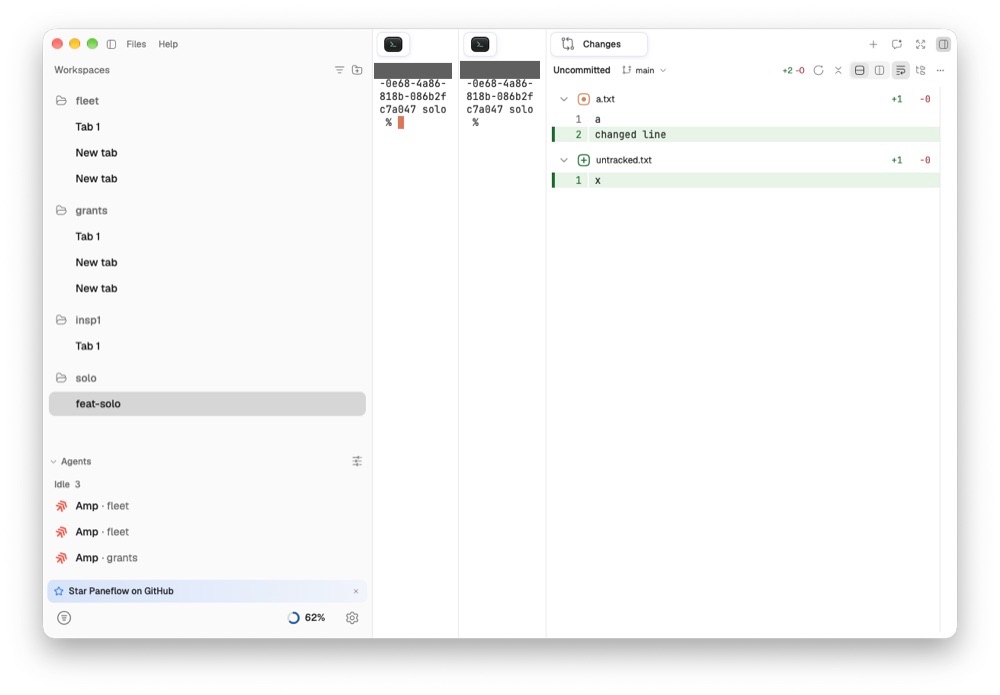 Files Help
Workspaces
fleet
Tab 1
New tab
New tab
grants
Tab 1
New tab
New tab
insp1
Tab 1
solo
feat-solo
Agents
Idle 3
Amp · fleet
Amp · fleet
Amp · grants
Star Paneflow on GitHub
62%
-0e68-4a86-
818b-086b2f
c7a047 solo
%
-0e68-4a86-
818b-086b2f
c7a047 solo
%
Changes
Uncommitted main +2 -0
a.txt +1 -0
1 a
2 changed line
untracked.txt +1 -0
1 x